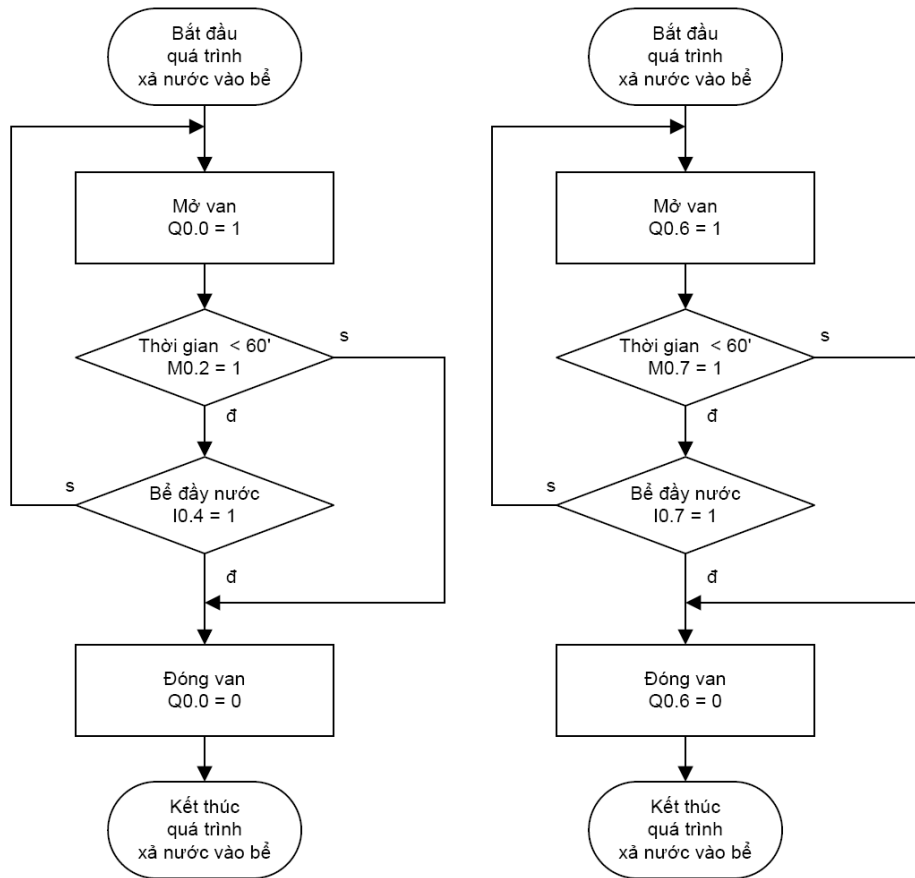 Bắt đầu
quá trình
xả nước vào bể
Mở van
Q0.0 = 1
Thời gian < 60'
M0.2 = 1
s
đ
Bể đầy nước
I0.4 = 1
s
đ
Đóng van
Q0.0 = 0
Kết thúc
quá trình
xả nước vào bể
Bắt đầu
quá trình
xả nước vào bể
Mở van
Q0.6 = 1
Thời gian < 60'
M0.7 = 1
s
đ
Bể đầy nước
I0.7 = 1
s
đ
Đóng van
Q0.6 = 0
Kết thúc
quá trình
xả nước vào bể